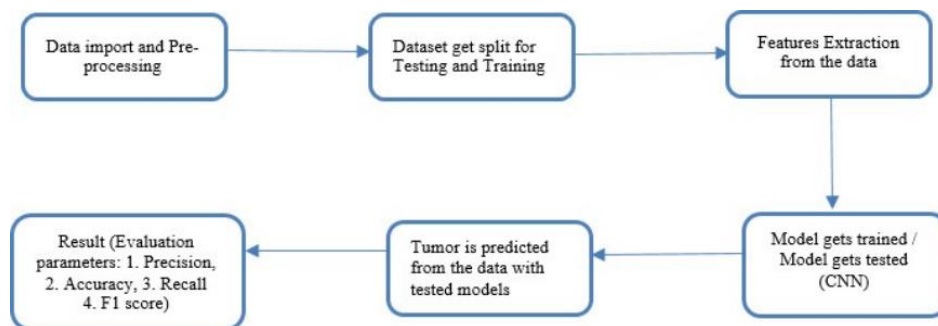 Data import and Pre-
processing
Dataset get split for
Testing and Training
Features Extraction
from the data
Model gets trained /
Model gets tested
(CNN)
Tumor is predicted
from the data with
tested models
Result (Evaluation
parameters: 1. Precision,
2. Accuracy, 3. Recall
4. F1 score)